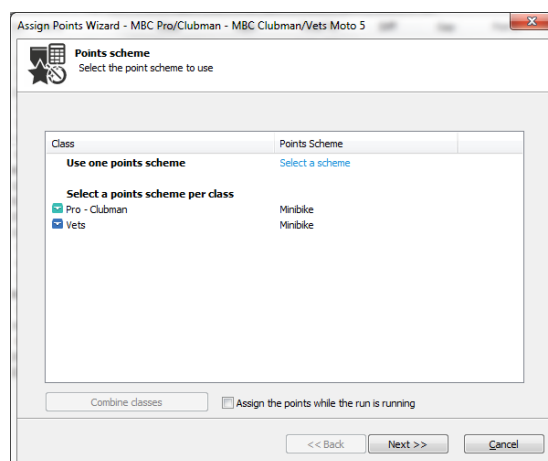 Assign Points Wizard - MBC Pro/Clubman - MBC Clubman/Vets Moto 5
Points scheme
Select the point scheme to use
Class Points Scheme
Use one points scheme Select a scheme
Select a points scheme per class
Pro - Clubman Minibike
Vets Minibike
Combine classes Assign the points while the run is running
<< Back Next >> Cancel